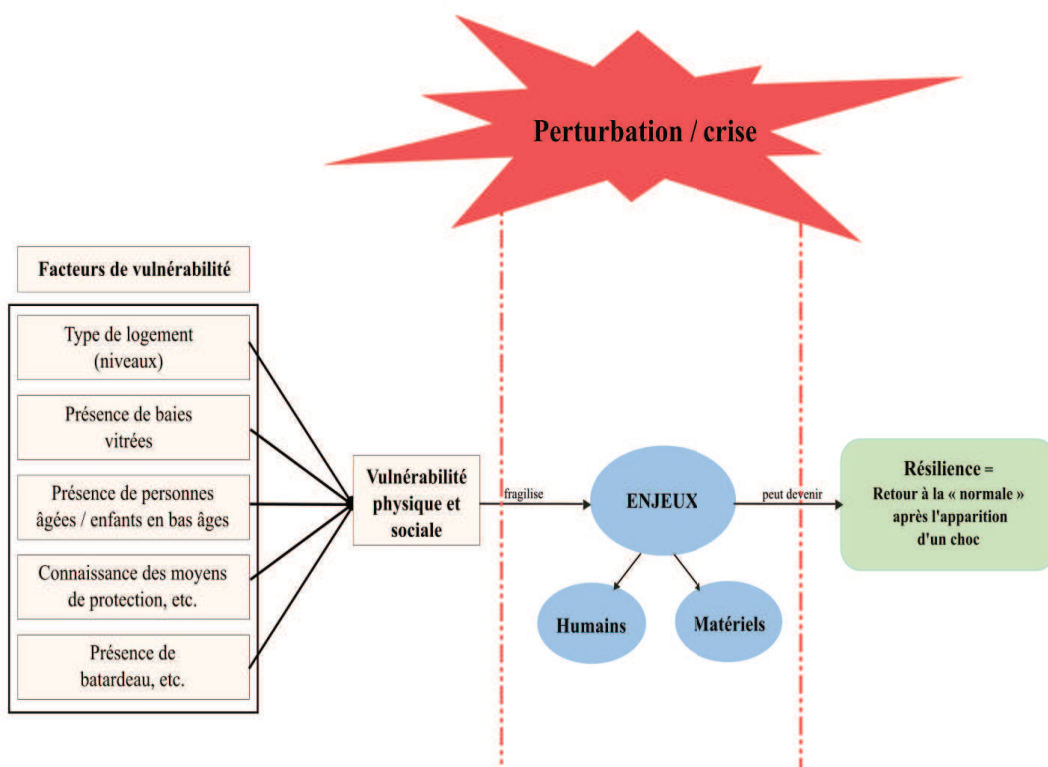 Perturbation / crise
Facteurs de vulnérabilité
Type de logement
(niveaux)
Présence de baies
vitrées
Présence de personnes
âgées / enfants en bas âges
Connaissance des moyens
de protection, etc.
Présence de
batardeau, etc.
Vulnérabilité
physique et
sociale
fragilise
ENJEUX
Humains
Matériels
peut devenir
Résilience =
Retour à la « normale »
après l'apparition
d'un choc